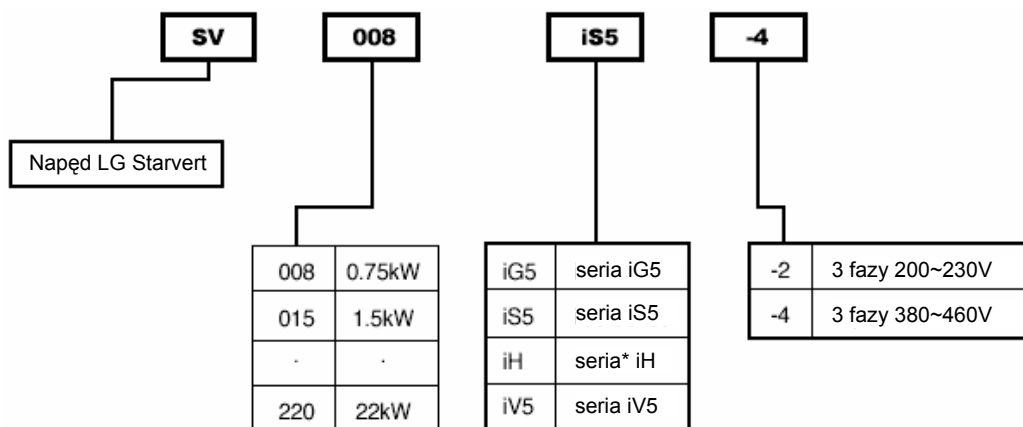 SV 008 iS5 -4
Napęd LG Starvert
008 0.75kW iG5 seria iG5 -2 3 fazy 200~230V
015 1.5kW iS5 seria iS5 -4 3 fazy 380~460V
· · iH seria* iH
220 22kW iV5 seria iV5